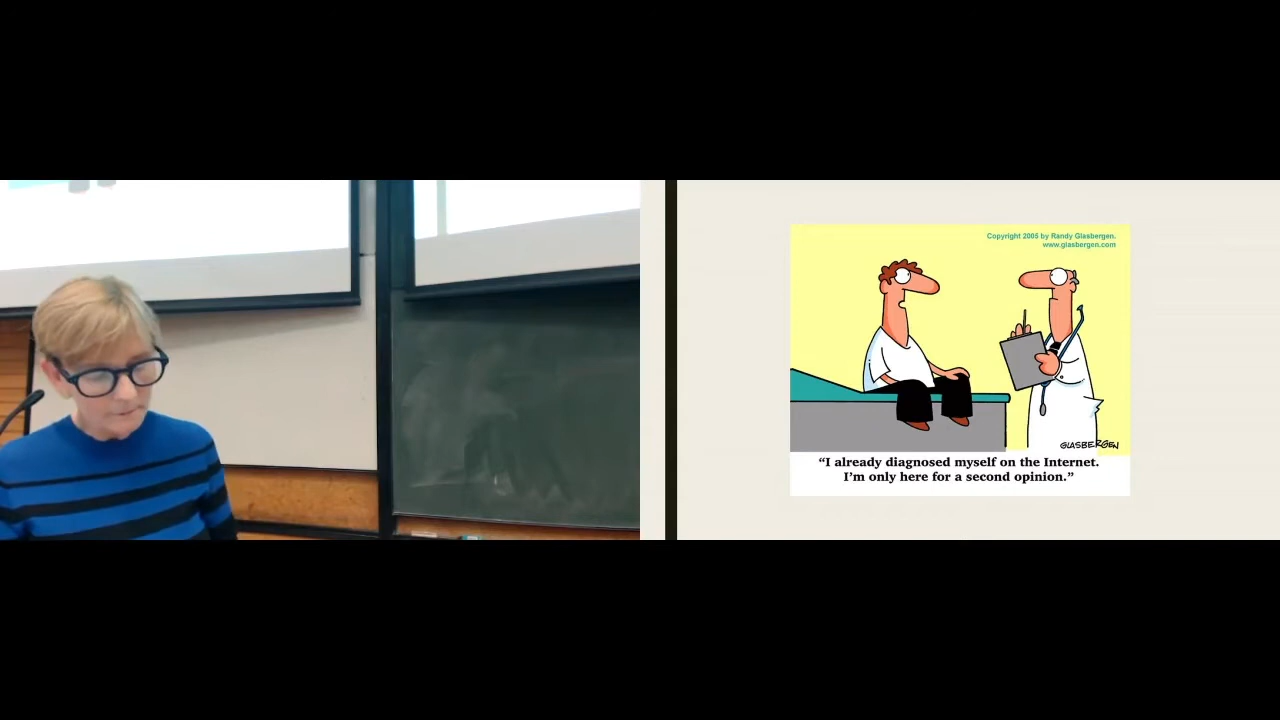 Copyright 2005 by Randy Glasbergen.
www.glasbergen.com
GLASBERGEN
“I already diagnosed myself on the Internet.
I’m only here for a second opinion.”